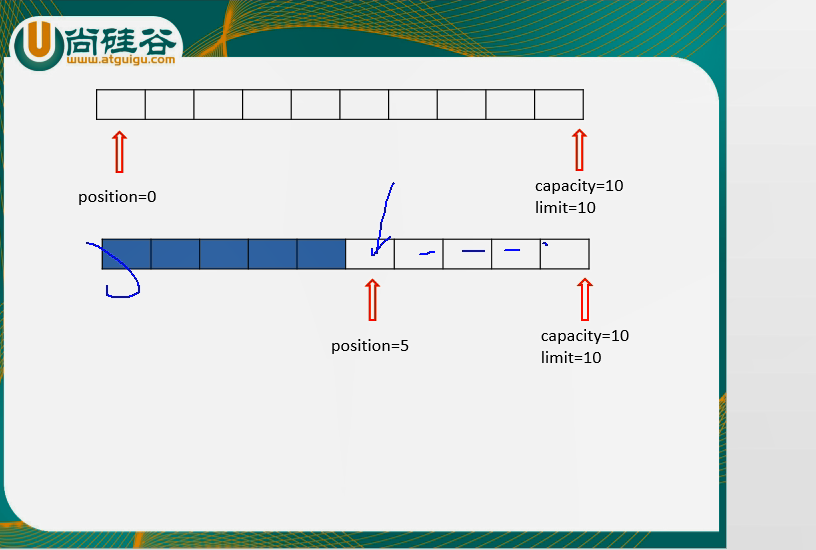 尚硅谷
www.atguigu.com
position=0
capacity=10
limit=10
position=5
capacity=10
limit=10